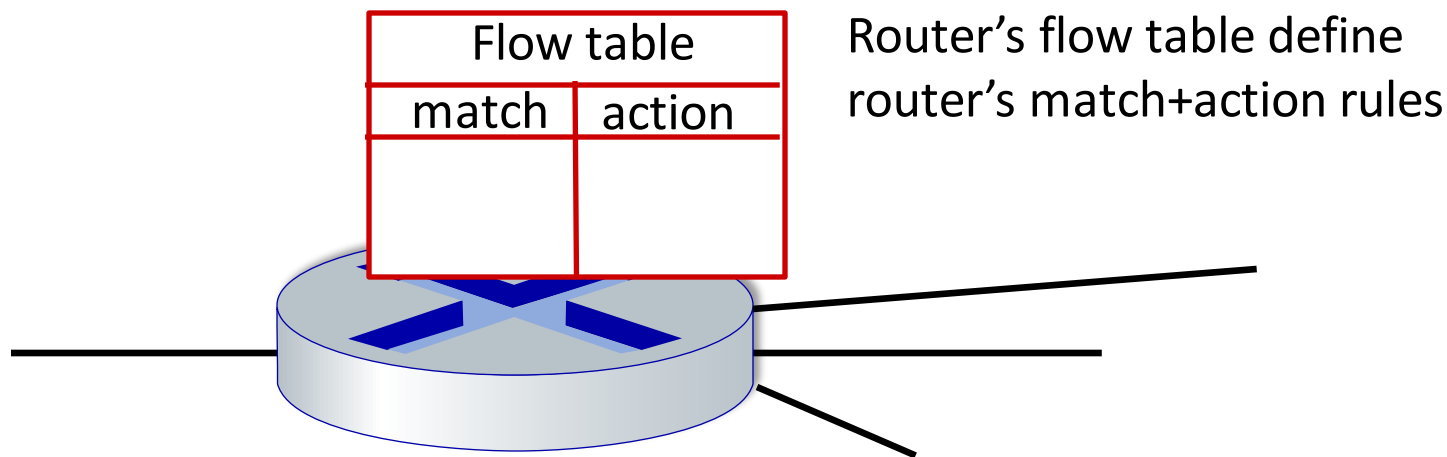 Flow table
match action
Router’s flow table define
router’s match+action rules